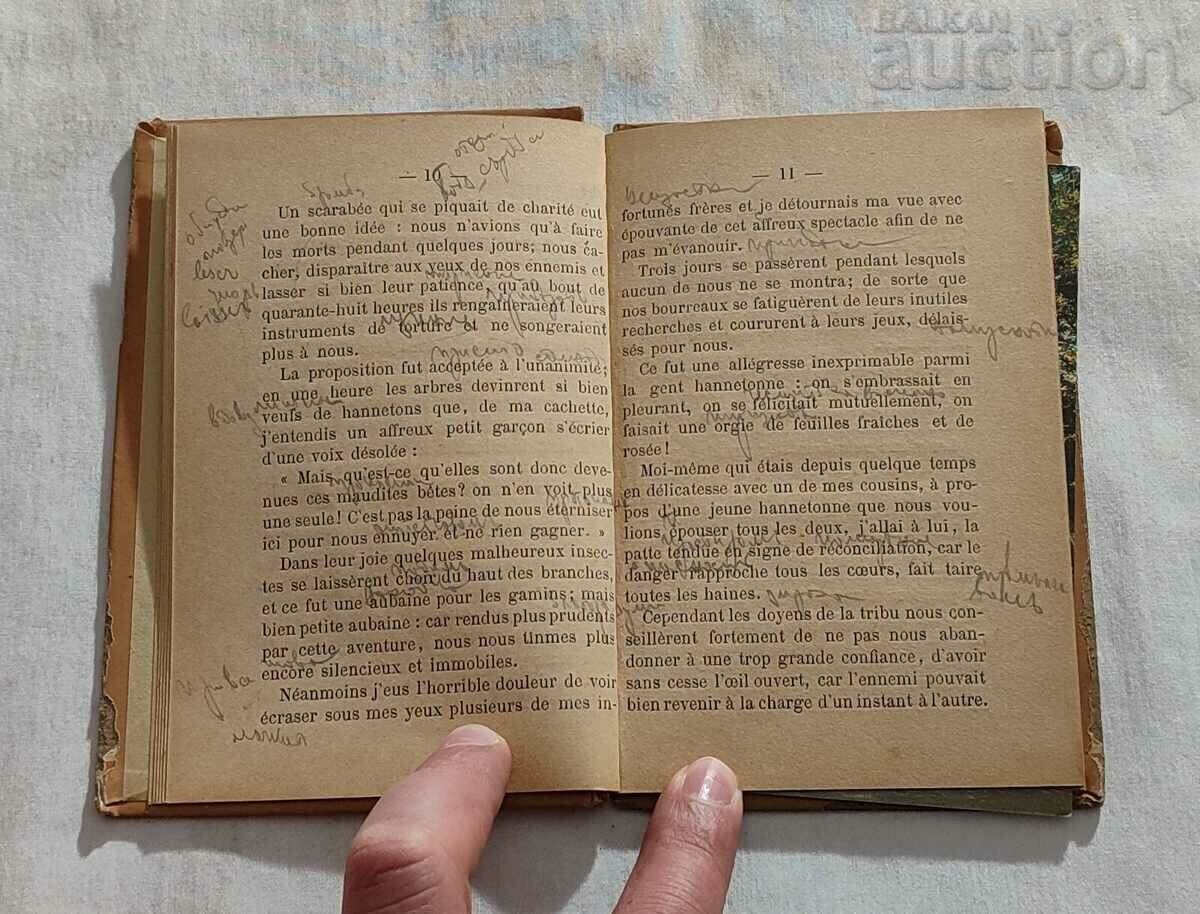 BALKAN
auction
— 10 —
Un scarabée qui se piquait de charité eut
une bonne idée : nous n'avions qu'à faire
les morts pendant quelques jours; nous ca-
cher, disparaître aux yeux de nos ennemis et
lasser si bien leur patience, qu'au bout de
quarante-huit heures ils rengaîneraient leurs
instruments de torture et ne songeraient
plus à nous.
La proposition fut acceptée à l'unanimité;
en une heure les arbres devinrent si bien
veufs de hannetons que, de ma cachette,
j'entendis un affreux petit garçon s'écrier
d'une voix désolée :
« Mais qu'est-ce qu'elles sont donc deve-
nues ces maudites bêtes? on n'en voit plus
une seule! C'est pas la peine de nous éterniser
ici pour nous ennuyer et ne rien gagner. »
Dans leur joie quelques malheureux insec-
tes se laissèrent choir du haut des branches,
et ce fut une aubaine pour les gamins; mais
bien petite aubaine : car rendus plus prudents
par cette aventure, nous nous tînmes plus
encore silencieux et immobiles.
Néanmoins j'eus l'horrible douleur de voir
écraser sous mes yeux plusieurs de mes in-
— 11 —
fortunés frères et je détournais ma vue avec
épouvante de cet affreux spectacle afin de ne
pas m'évanouir.
Trois jours se passèrent pendant lesquels
aucun de nous ne se montra; de sorte que
nos bourreaux se fatiguèrent de leurs inutiles
recherches et coururent à leurs jeux, délais-
sés pour nous.
Ce fut une allégresse inexprimable parmi
la gent hannetonne : on s'embrassait en
pleurant, on se félicitait mutuellement, on
faisait une orgie de feuilles fraîches et de
rosée!
Moi-même qui étais depuis quelque temps
en délicatesse avec un de mes cousins, à pro-
pos d'une jeune hannetonne que nous vou-
lions épouser tous les deux, j'allai à lui, la
patte tendue en signe de réconciliation, car le
danger rapproche tous les cœurs, fait taire
toutes les haines.
Cependant les doyens de la tribu nous con-
seillèrent fortement de ne pas nous aban-
donner à une trop grande confiance, d'avoir
sans cesse l'œil ouvert, car l'ennemi pouvait
bien revenir à la charge d'un instant à l'autre.